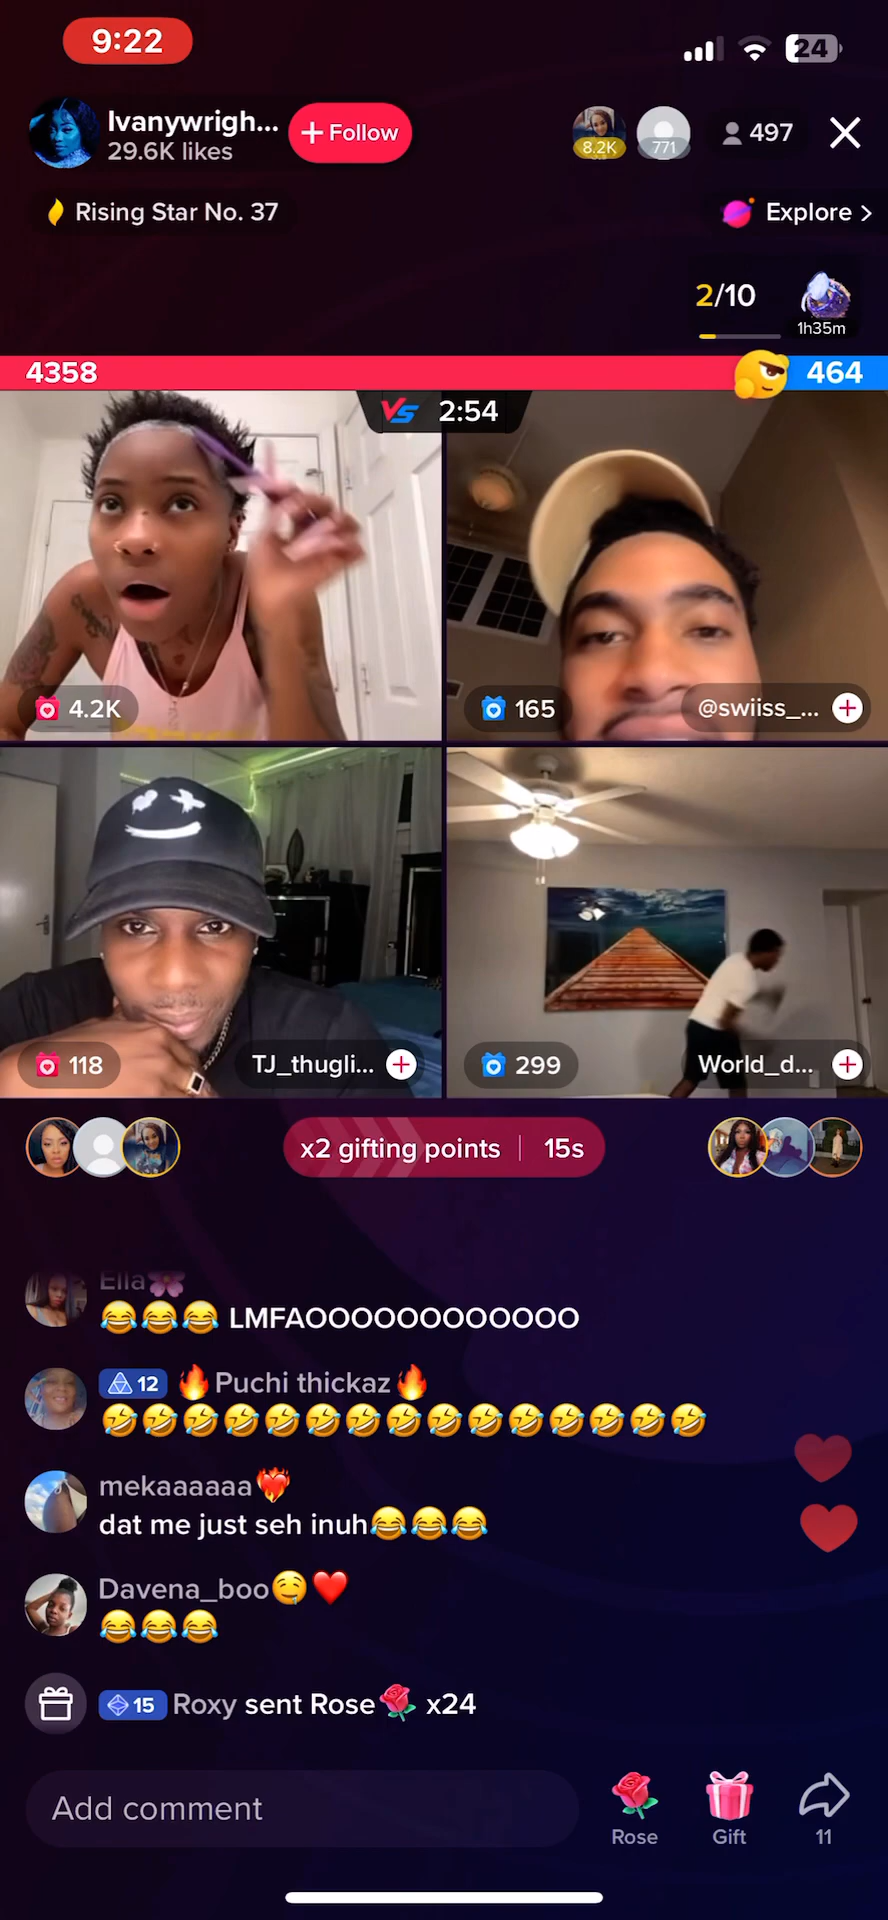 9:22
24
Ivanywrigh...
29.6K likes
+ Follow
8.2K
771
497
Rising Star No. 37
Explore >
2/10
1h35m
4358
464
VS 2:54
4.2K
165
@swiiss_...
118
TJ_thugli...
299
World_d...
x2 gifting points | 15s
Ella🌸
😂😂😂 LMFAOOOOOOOOOOOO
12 🔥Puchi thickaz🔥
🤣🤣🤣🤣🤣🤣🤣🤣🤣🤣🤣🤣🤣🤣🤣
mekaaaaaa❤️‍🔥
dat me just seh inuh😂😂😂
Davena_boo🤤❤️
😂😂😂
15 Roxy sent Rose🌹 x24
Add comment
Rose
Gift
11